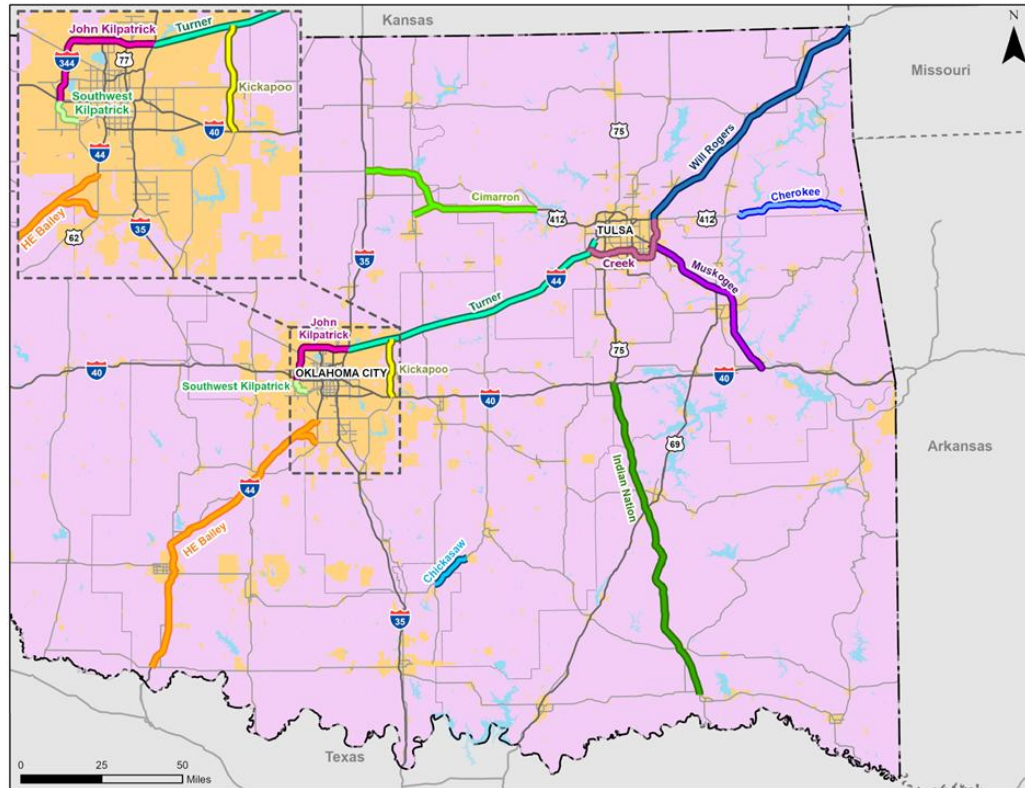 Kansas
N
Missouri
Arkansas
Texas
John Kilpatrick
Turner
344
77
Kickapoo
Southwest
Kilpatrick
40
44
HE Bailey
62
35
Will Rogers
75
Cherokee
Cimarron
412
412
TULSA
Creek
35
44
Muskogee
Turner
John
Kilpatrick
75
40
OKLAHOMA CITY
Kickapoo
Southwest Kilpatrick
40
40
69
Indian Nation
44
HE Bailey
Chickasaw
35
0
25
50
Miles